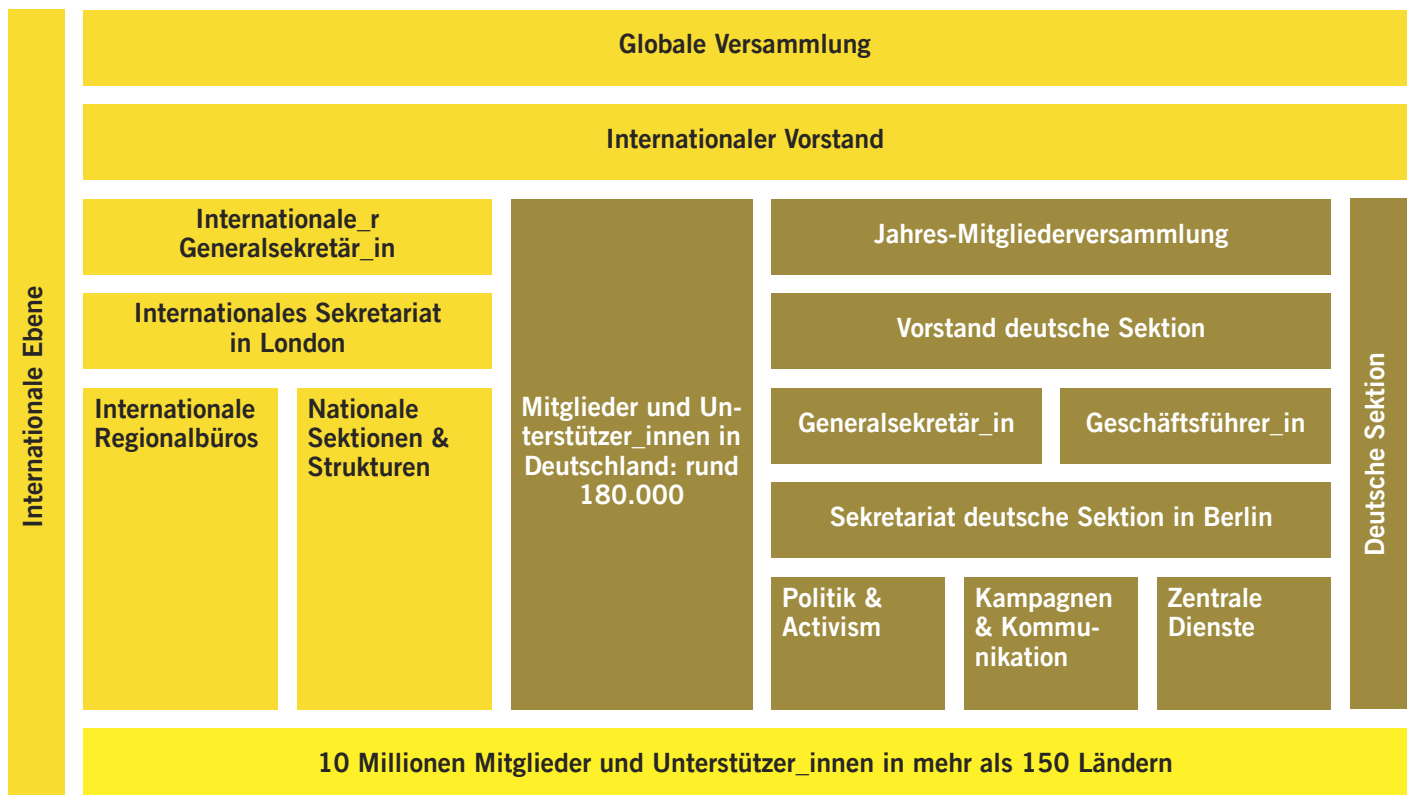 Internationale Ebene
Globale Versammlung
Internationaler Vorstand
Internationale_r
Generalsekretär_in
Internationales Sekretariat
in London
Internationale
Regionalbüros
Nationale
Sektionen &
Strukturen
Mitglieder und Un-
terstützer_innen in
Deutschland: rund
180.000
Jahres-Mitgliederversammlung
Vorstand deutsche Sektion
Generalsekretär_in
Geschäftsführer_in
Sekretariat deutsche Sektion in Berlin
Politik &
Activism
Kampagnen
& Kommu-
nikation
Zentrale
Dienste
Deutsche Sektion
10 Millionen Mitglieder und Unterstützer_innen in mehr als 150 Ländern